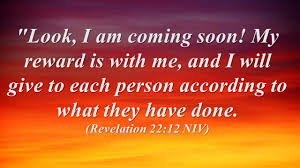 "Look, I am coming soon! My
reward is with me, and I will
give to each person according to
what they have done.
(Revelation 22:12 NIV)